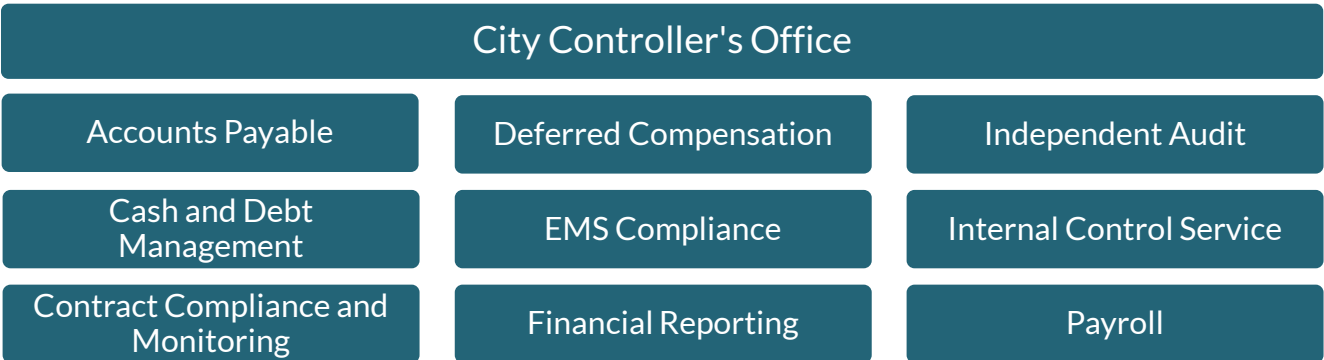 City Controller's Office
Accounts Payable
Deferred Compensation
Independent Audit
Cash and Debt
Management
EMS Compliance
Internal Control Service
Contract Compliance and
Monitoring
Financial Reporting
Payroll